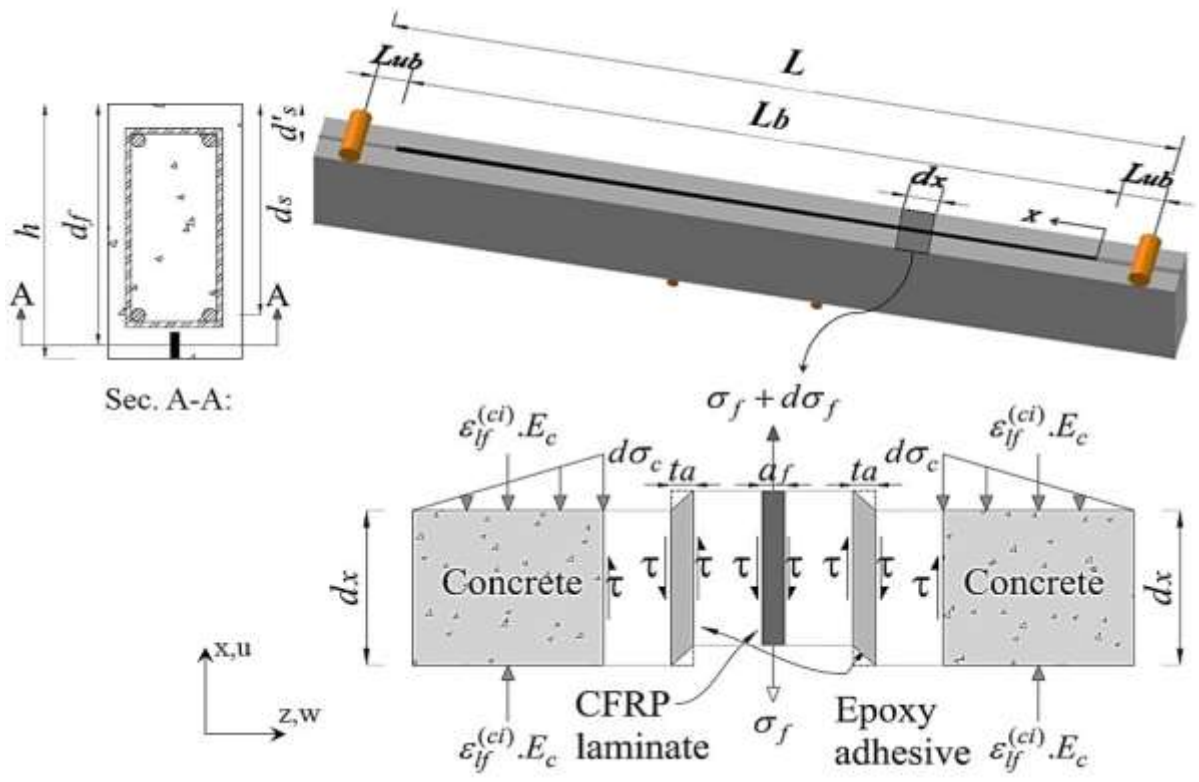 L
Lub
Lb
d's
dx
Lub
x
h
df
ds
A
A
Sec. A-A:
σf + dσf
εlf(ci).Ec
εlf(ci).Ec
dσc
ta
af
ta
dσc
dx
Concrete
τ
τ
τ
τ
τ
τ
τ
τ
Concrete
dx
x,u
z,w
CFRP
laminate
σf
Epoxy
adhesive
εlf(ci).Ec
εlf(ci).Ec